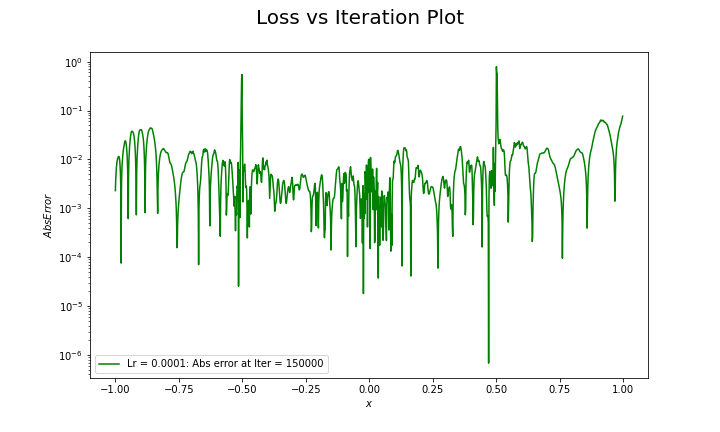 Loss vs Iteration Plot
10⁰
10⁻¹
10⁻²
10⁻³
10⁻⁴
10⁻⁵
10⁻⁶
AbsError
Lr = 0.0001: Abs error at Iter = 150000
−1.00 −0.75 −0.50 −0.25 0.00 0.25 0.50 0.75 1.00
x